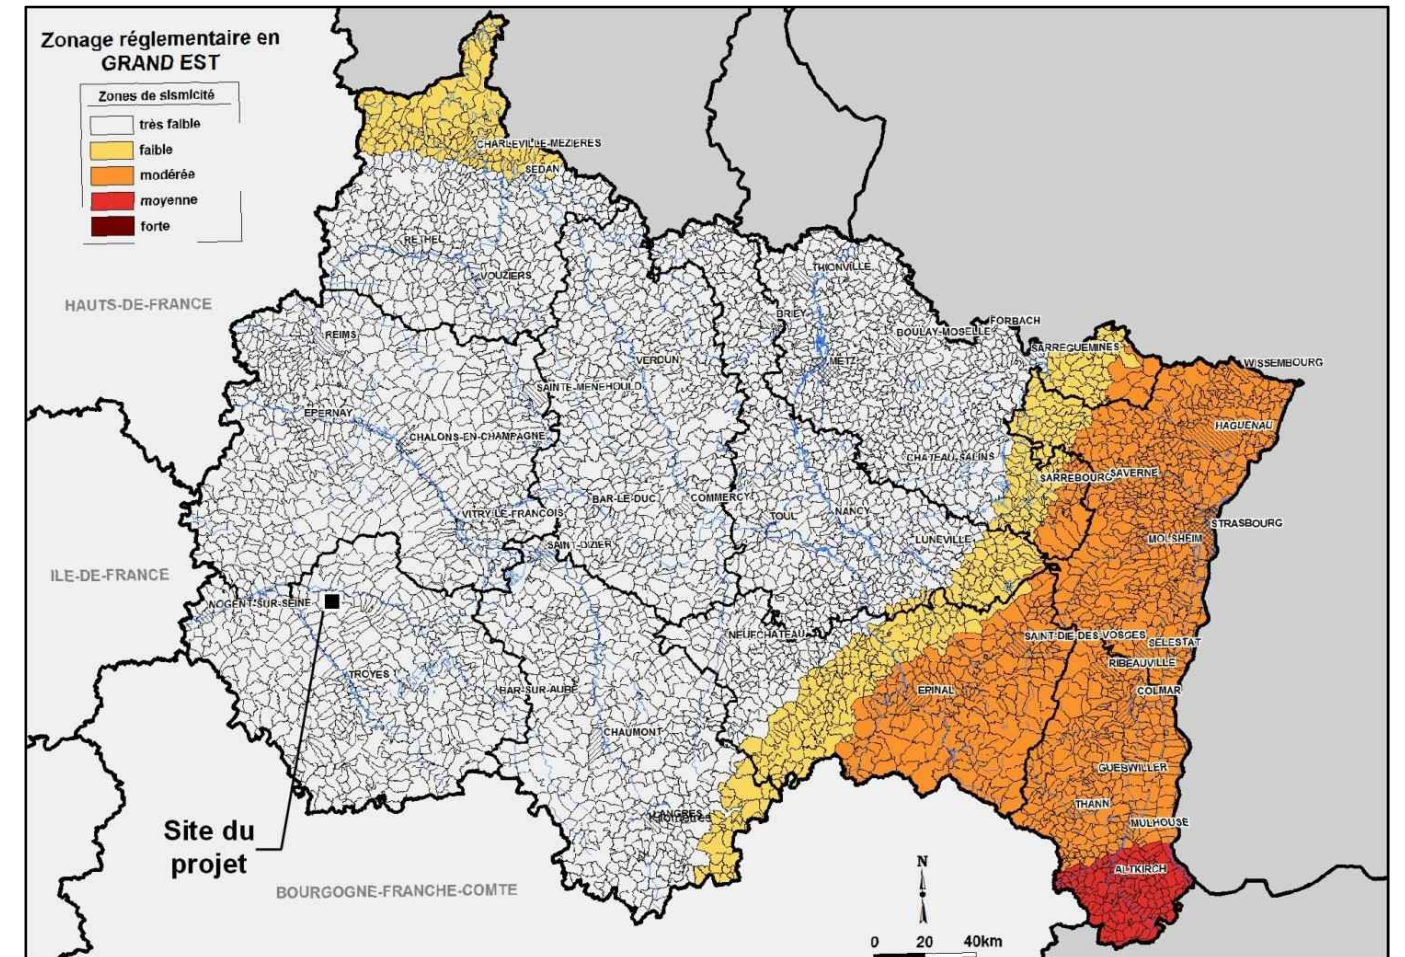 Zonage réglementaire en
GRAND EST
Zones de sismicité
très faible
faible
modérée
moyenne
forte
CHARLEVILLE-MEZIERES
SEDAN
RETHEL
VOUZIERS
HAUTS-DE-FRANCE
THIONVILLE
REIMS
BRIEY
FORBACH
BOULAY-MOSELLE
SARREGUEMINES
VERDUN
METZ
WISSEMBOURG
SAINTE-MENEHOULD
EPERNAY
HAGUENAU
CHALONS-EN-CHAMPAGNE
CHATEAU-SALINS
SARREBOURG
SAVERNE
BAR-LE-DUC
COMMERCY
VITRY-LE-FRANCOIS
TOUL
NANCY
STRASBOURG
SAINT-DIZIER
LUNEVILLE
MOLSHEIM
ILE-DE-FRANCE
NOGENT-SUR-SEINE
NEUFCHATEAU
SAINT-DIE-DES-VOSGES
SELESTAT
RIBEAUVILLE
TROYES
BAR-SUR-AUBE
EPINAL
COLMAR
CHAUMONT
GUEBWILLER
THANN
LANGRES
MULHOUSE
Site du
projet
ALTKIRCH
BOURGOGNE-FRANCHE-COMTE
N
0 20 40km